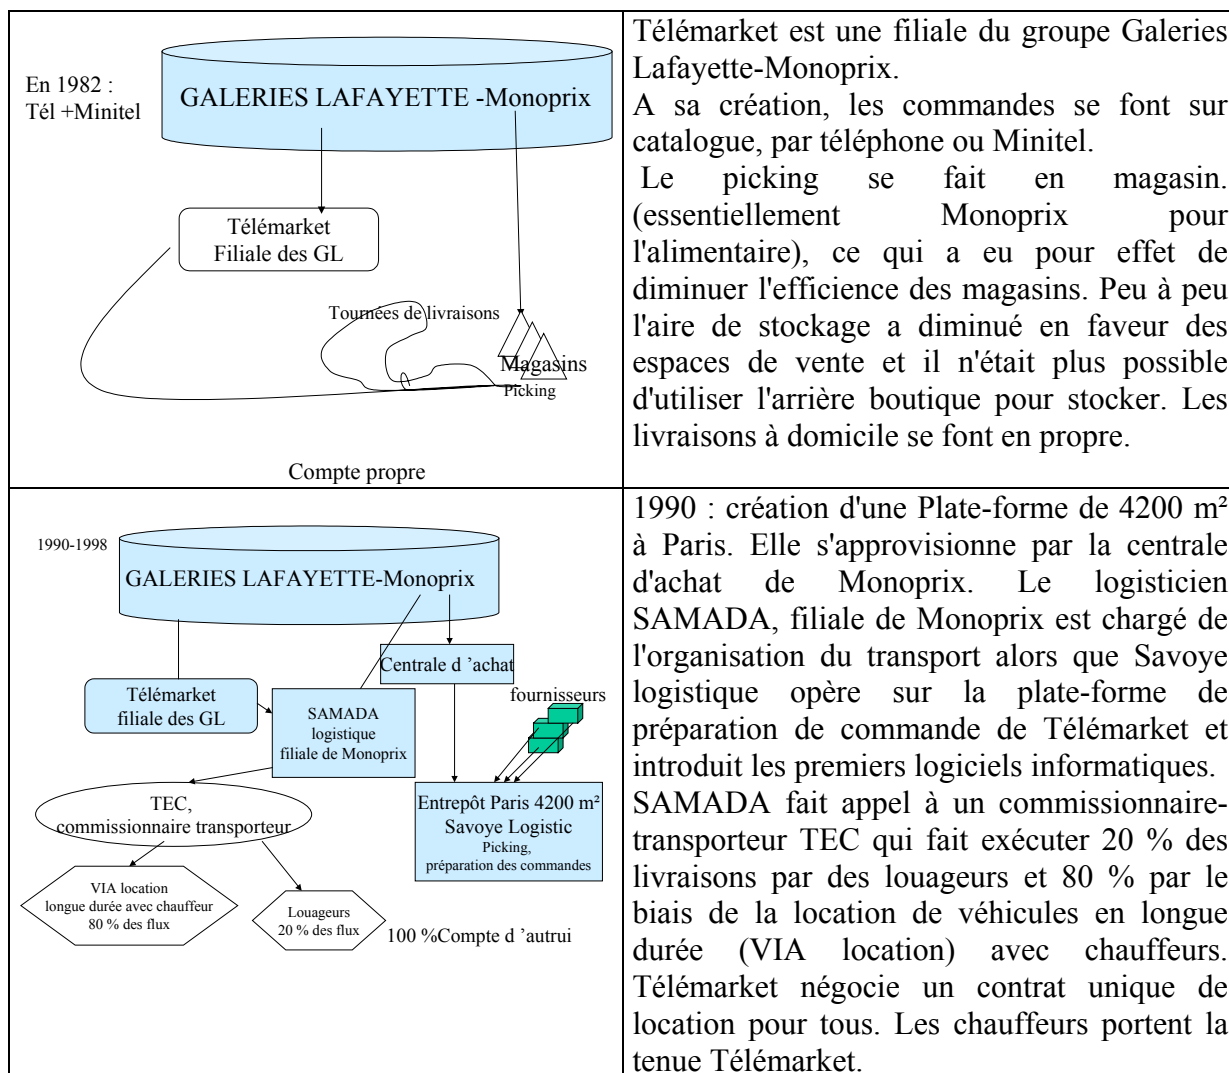 En 1982 :
Tél +Minitel
GALERIES LAFAYETTE -Monoprix
Télémarket
Filiale des GL
Tournées de livraisons
Magasins
Picking
Compte propre
Télémarket est une filiale du groupe Galeries
Lafayette-Monoprix.
A sa création, les commandes se font sur
catalogue, par téléphone ou Minitel.
Le picking se fait en magasin.
(essentiellement Monoprix pour
l'alimentaire), ce qui a eu pour effet de
diminuer l'efficience des magasins. Peu à peu
l'aire de stockage a diminué en faveur des
espaces de vente et il n'était plus possible
d'utiliser l'arrière boutique pour stocker. Les
livraisons à domicile se font en propre.
1990-1998
GALERIES LAFAYETTE-Monoprix
Centrale d ’achat
Télémarket
filiale des GL
SAMADA
logistique
filiale de Monoprix
fournisseurs
TEC,
commissionnaire transporteur
Entrepôt Paris 4200 m²
Savoye Logistic
Picking,
préparation des commandes
VIA location
longue durée avec chauffeur
80 % des flux
Louageurs
20 % des flux
100 %Compte d ’autrui
1990 : création d'une Plate-forme de 4200 m²
à Paris. Elle s'approvisionne par la centrale
d'achat de Monoprix. Le logisticien
SAMADA, filiale de Monoprix est chargé de
l'organisation du transport alors que Savoye
logistique opère sur la plate-forme de
préparation de commande de Télémarket et
introduit les premiers logiciels informatiques.
SAMADA fait appel à un commissionnaire-
transporteur TEC qui fait exécuter 20 % des
livraisons par des louageurs et 80 % par le
biais de la location de véhicules en longue
durée (VIA location) avec chauffeurs.
Télémarket négocie un contrat unique de
location pour tous. Les chauffeurs portent la
tenue Télémarket.